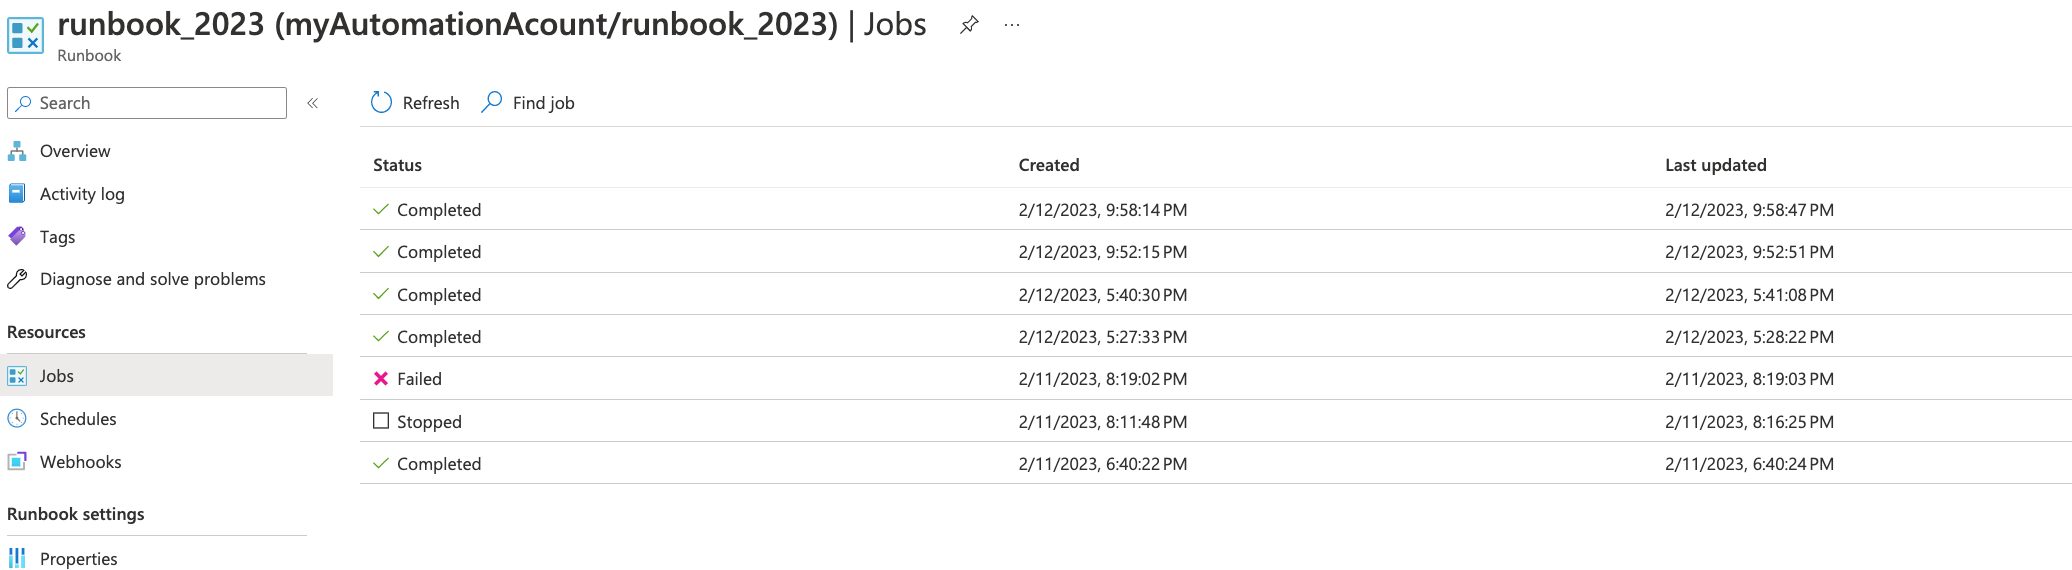 runbook_2023 (myAutomationAcount/runbook_2023) | Jobs
Runbook
Search
Refresh
Find job
Overview
Activity log
Tags
Diagnose and solve problems
Resources
Jobs
Schedules
Webhooks
Runbook settings
Properties
Status Created Last updated
Completed 2/12/2023, 9:58:14 PM 2/12/2023, 9:58:47 PM
Completed 2/12/2023, 9:52:15 PM 2/12/2023, 9:52:51 PM
Completed 2/12/2023, 5:40:30 PM 2/12/2023, 5:41:08 PM
Completed 2/12/2023, 5:27:33 PM 2/12/2023, 5:28:22 PM
Failed 2/11/2023, 8:19:02 PM 2/11/2023, 8:19:03 PM
Stopped 2/11/2023, 8:11:48 PM 2/11/2023, 8:16:25 PM
Completed 2/11/2023, 6:40:22 PM 2/11/2023, 6:40:24 PM